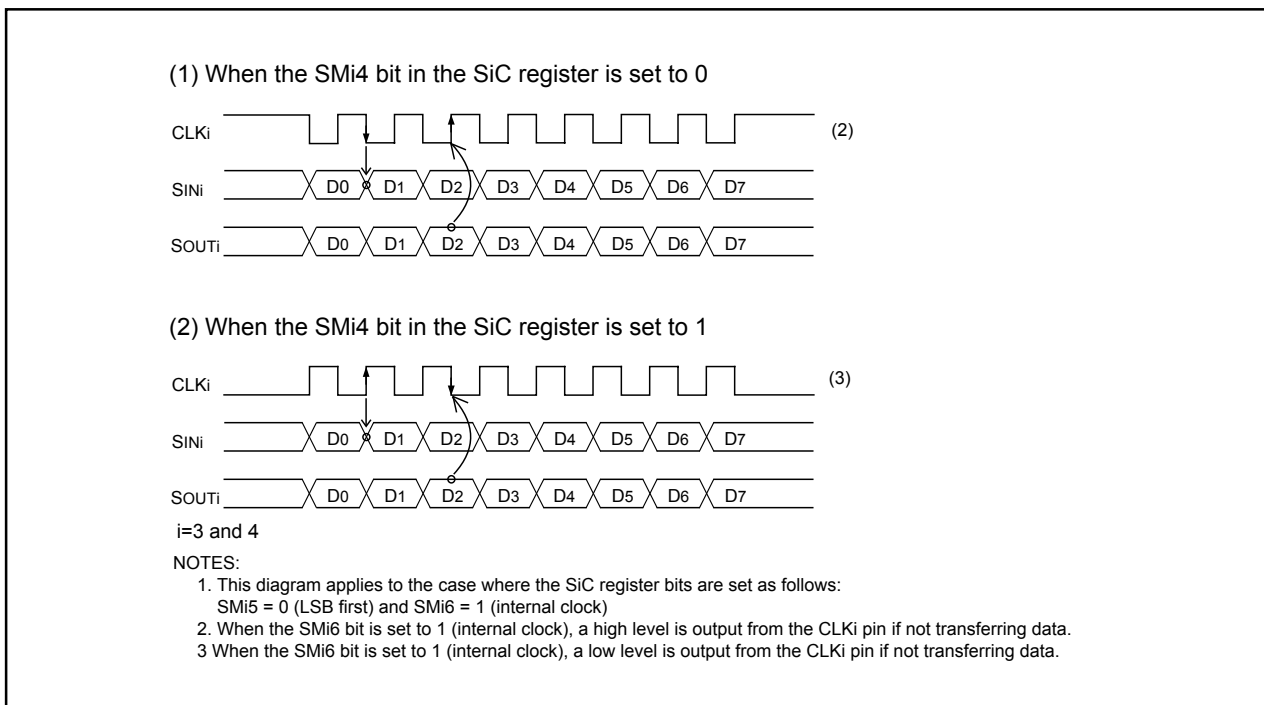 (1) When the SMi4 bit in the SiC register is set to 0
CLKi
(2)
SINi
D0 D1 D2 D3 D4 D5 D6 D7
SOUTi
D0 D1 D2 D3 D4 D5 D6 D7
(2) When the SMi4 bit in the SiC register is set to 1
CLKi
(3)
SINi
D0 D1 D2 D3 D4 D5 D6 D7
SOUTi
D0 D1 D2 D3 D4 D5 D6 D7
i=3 and 4
NOTES:
1. This diagram applies to the case where the SiC register bits are set as follows:
SMi5 = 0 (LSB first) and SMi6 = 1 (internal clock)
2. When the SMi6 bit is set to 1 (internal clock), a high level is output from the CLKi pin if not transferring data.
3 When the SMi6 bit is set to 1 (internal clock), a low level is output from the CLKi pin if not transferring data.